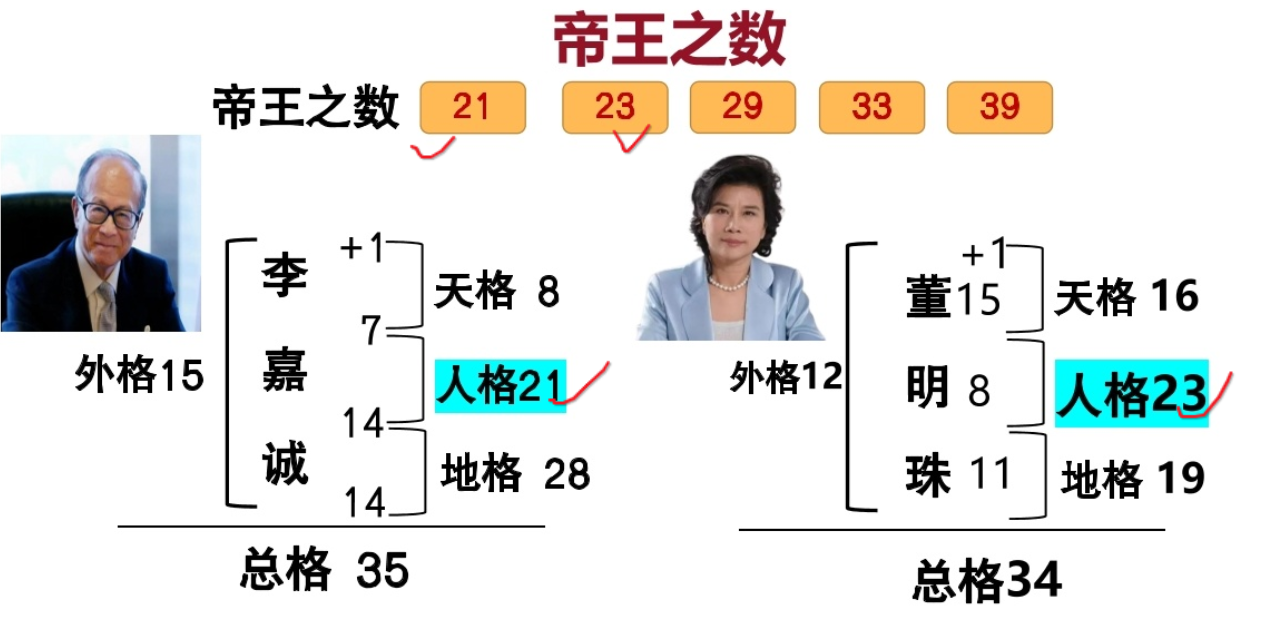 帝王之数
帝王之数 21 23 29 33 39
李 +1 天格 8
7
外格15 嘉 人格21
14
诚 地格 28
14
总格 35
+1
董 15 天格 16
外格12 明 8 人格23
珠 11 地格 19
总格34